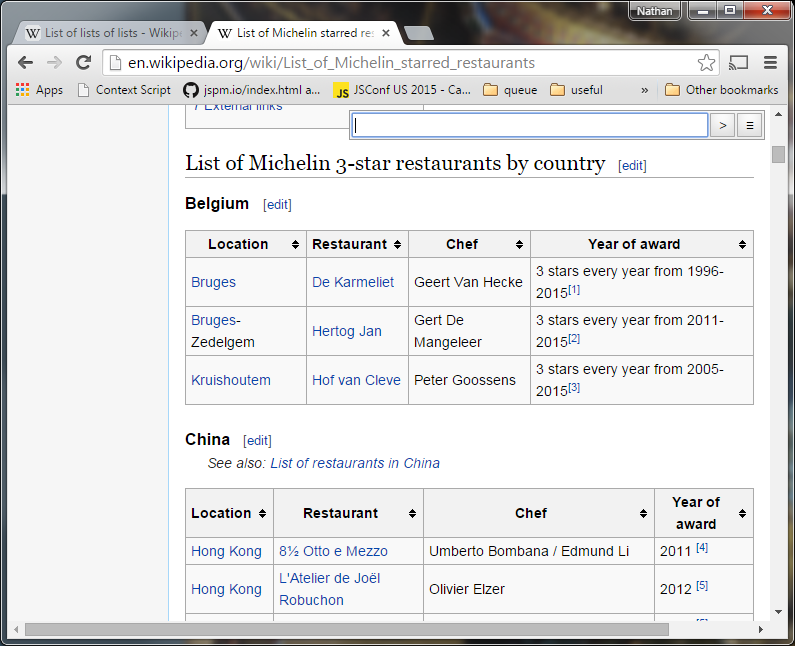 Nathan
List of lists of lists - Wikip
List of Michelin starred res
en.wikipedia.org/wiki/List_of_Michelin_starred_restaurants
Apps Context Script jspm.io/index.html a... JSConf US 2015 - Ca... queue useful » Other bookmarks
7 External links
> ≡
List of Michelin 3-star restaurants by country [edit]
Belgium [edit]
Location Restaurant Chef Year of award
Bruges De Karmeliet Geert Van Hecke 3 stars every year from 1996-
2015[1]
Bruges-
Zedelgem Hertog Jan Gert De
Mangeleer 3 stars every year from 2011-
2015[2]
Kruishoutem Hof van Cleve Peter Goossens 3 stars every year from 2005-
2015[3]
China [edit]
See also: List of restaurants in China
Location Restaurant Chef Year of
award
Hong Kong 8½ Otto e Mezzo Umberto Bombana / Edmund Li 2011 [4]
Hong Kong L'Atelier de Joël
Robuchon Olivier Elzer 2012 [5]